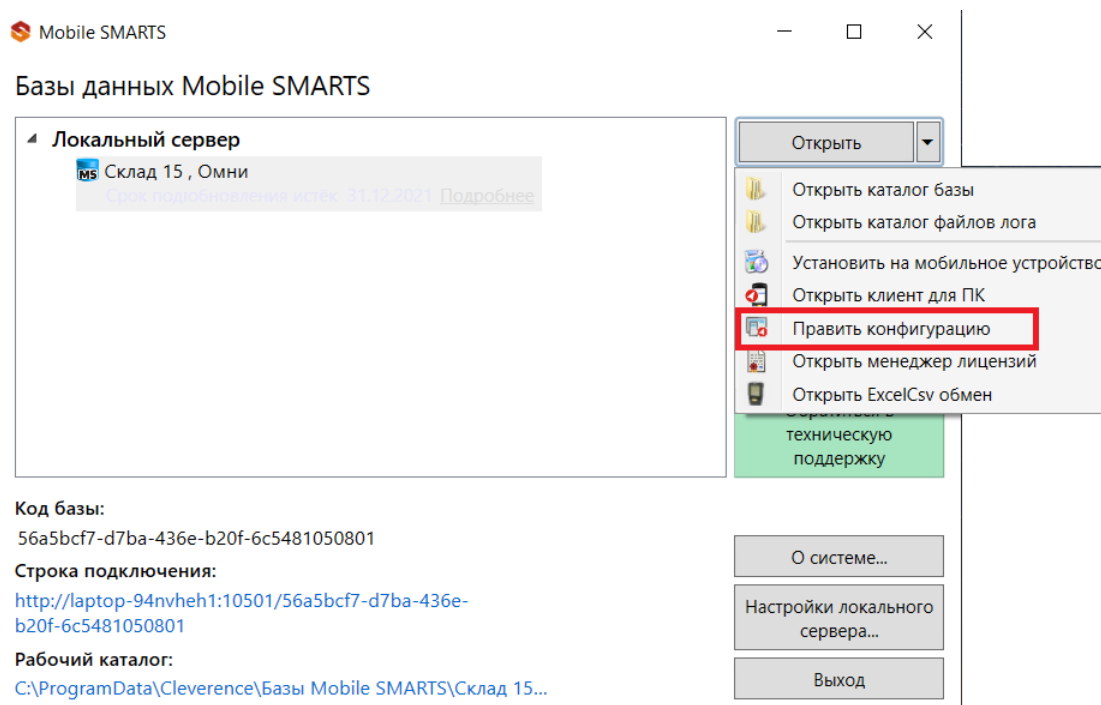 Mobile SMARTS
Базы данных Mobile SMARTS
Локальный сервер
MS Склад 15 , Омни
Срок подпобновления истёк 31.12.2021 Подробнее
Открыть
Открыть каталог базы
Открыть каталог файлов лога
Установить на мобильное устройство
Открыть клиент для ПК
Править конфигурацию
Открыть менеджер лицензий
Открыть ExcelCsv обмен
техническую
поддержку
Код базы:
56a5bcf7-d7ba-436e-b20f-6c5481050801
Строка подключения:
http://laptop-94nvheh1:10501/56a5bcf7-d7ba-436e-
b20f-6c5481050801
Рабочий каталог:
C:\ProgramData\Cleverence\Базы Mobile SMARTS\Склад 15...
О системе...
Настройки локального
сервера...
Выход